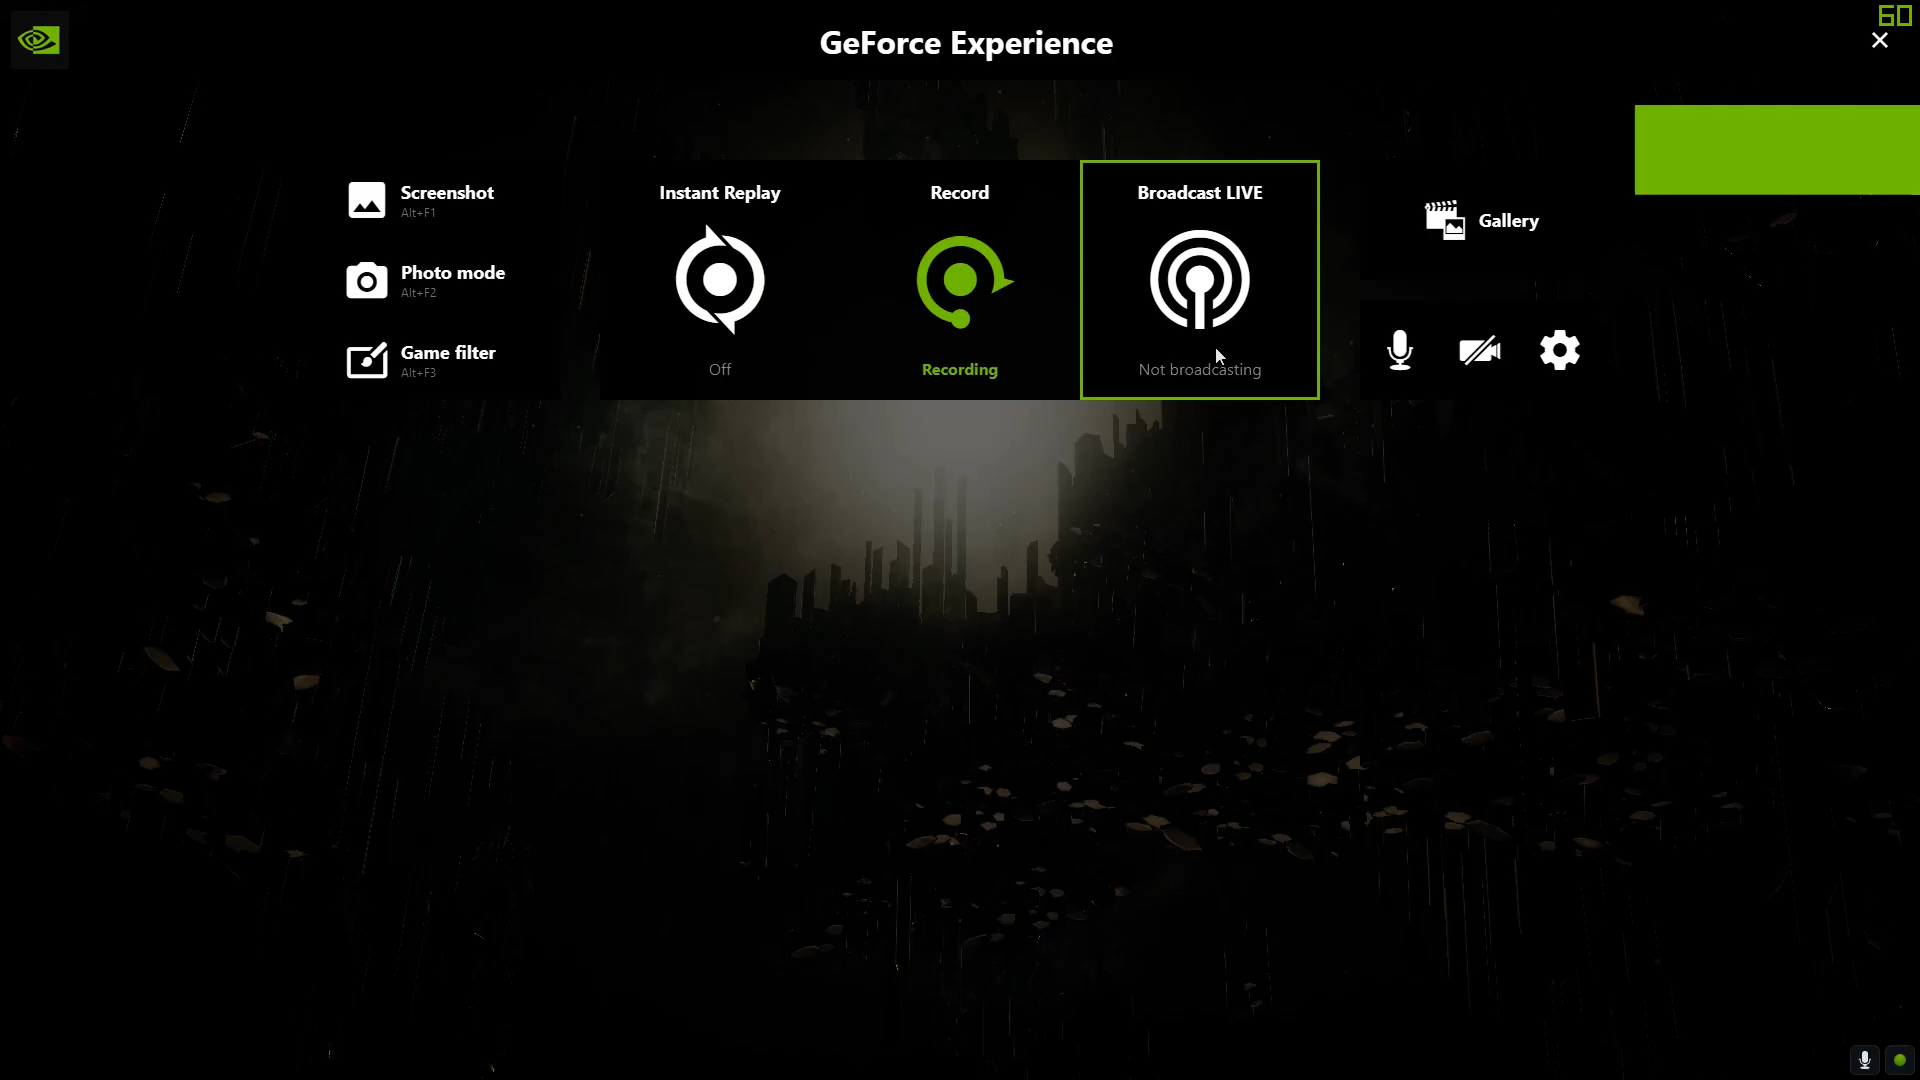 60
GeForce Experience
Screenshot
Alt+F1
Photo mode
Alt+F2
Game filter
Alt+F3
Instant Replay
Off
Record
Recording
Broadcast LIVE
Not broadcasting
Gallery